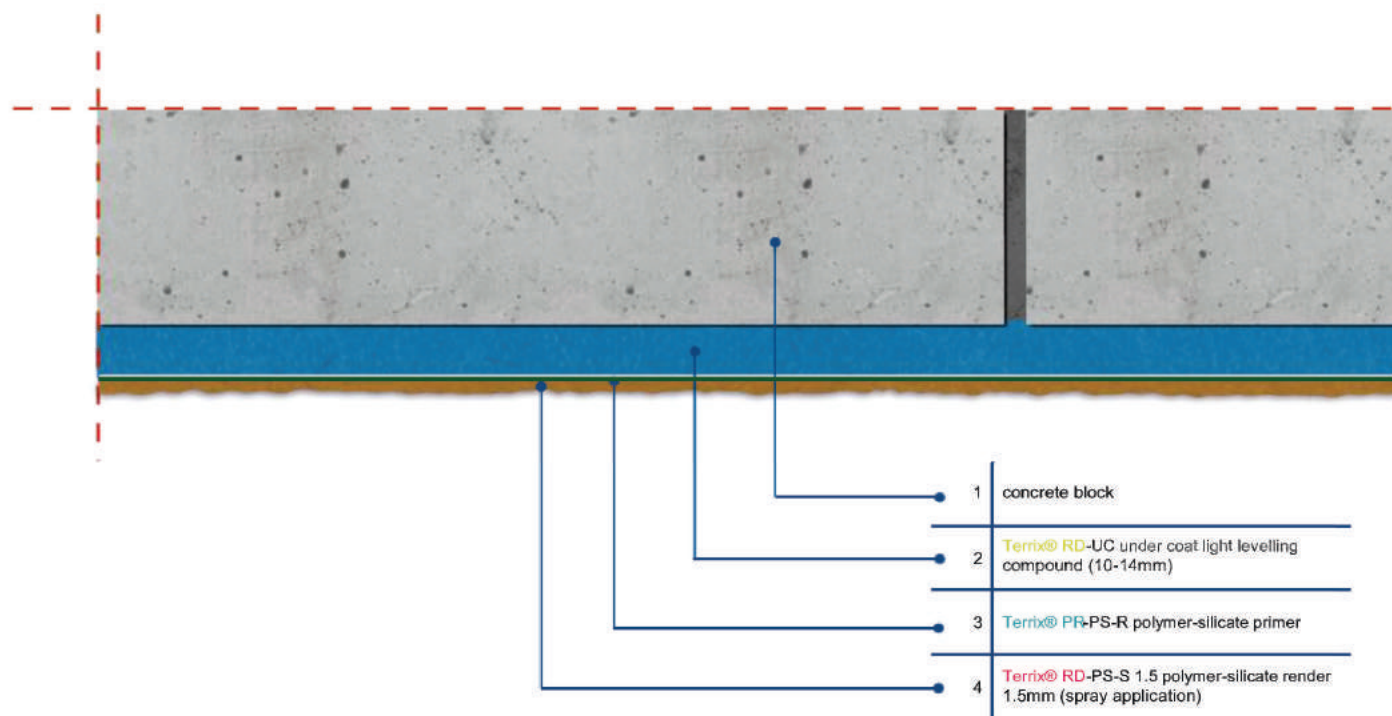 1 concrete block
2 Terrix® RD-UC under coat light levelling
compound (10-14mm)
3 Terrix® PR-PS-R polymer-silicate primer
4 Terrix® RD-PS-S 1.5 polymer-silicate render
1.5mm (spray application)